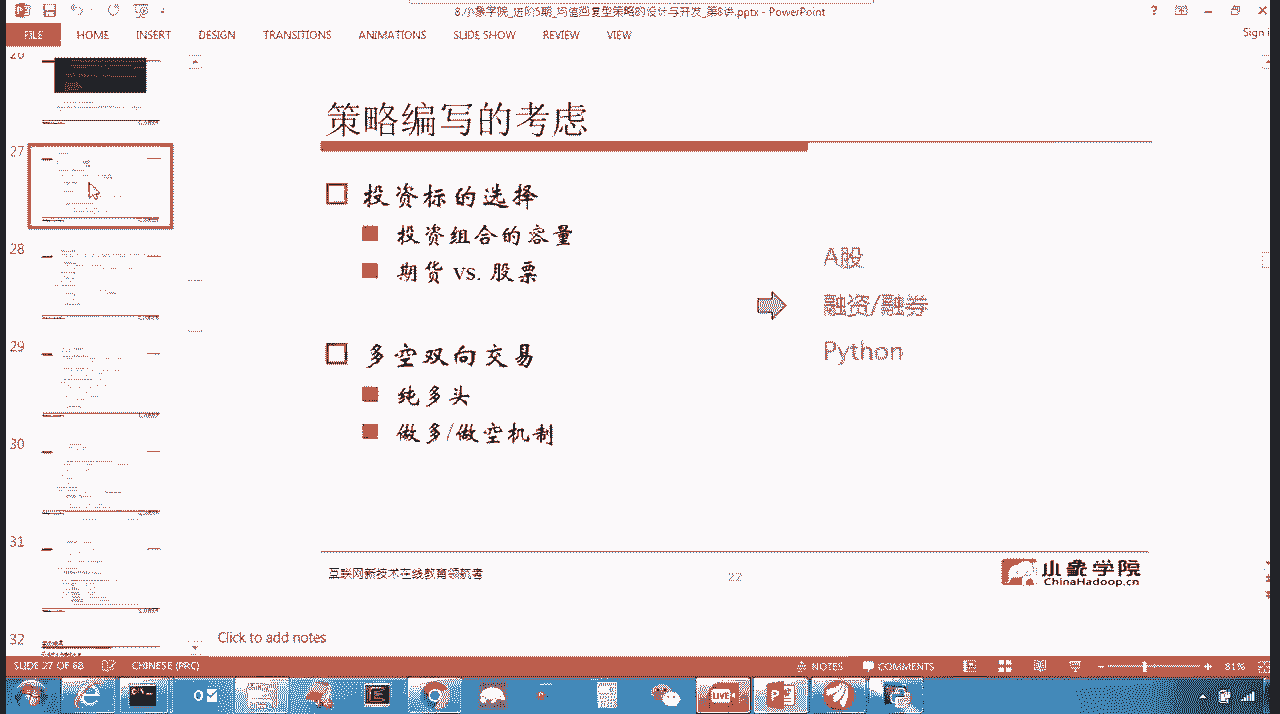 8.小象学院_进阶5期_均值回复型策略的设计与开发_第8讲.pptx - PowerPoint
FILE HOME INSERT DESIGN TRANSITIONS ANIMATIONS SLIDE SHOW REVIEW VIEW
Sign i
26
27
28
29
30
31
32
策略编写的考虑
投资标的选择
投资组合的容量
期货 vs. 股票
多空双向交易
纯多头
做多/做空机制
A股
融资/融券
Python
互联网新技术在线教育领航者
22
小象学院
ChinaHadoop.cn
Click to add notes
SLIDE 27 OF 68 CHINESE (PRC) NOTES COMMENTS 81%
LIVE